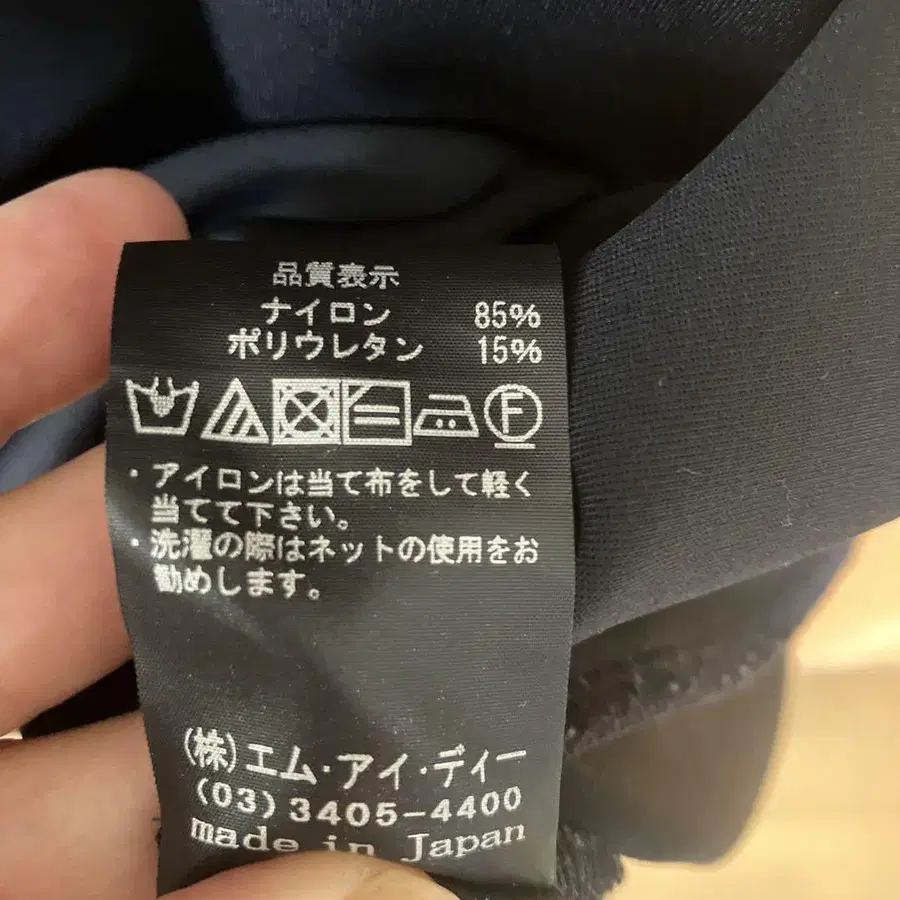 品質表示
ナイロン 85%
ポリウレタン 15%
F
・アイロンは当て布をして軽く
当てて下さい。
・洗濯の際はネットの使用をお
勧めします。
(株)エム・アイ・ディー
(03)3405-4400
made in Japan